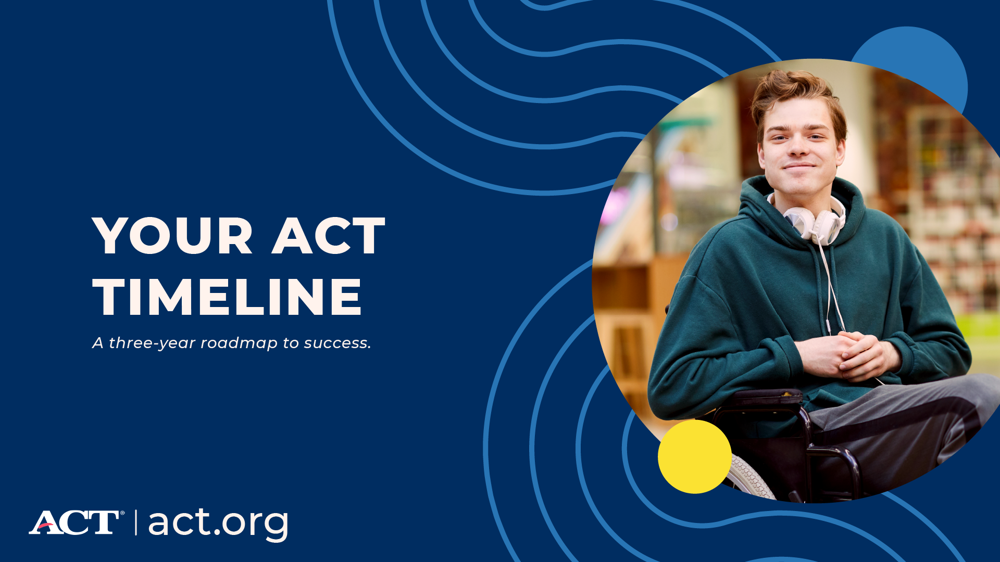 YOUR ACT
TIMELINE
A three-year roadmap to success.
ACT® | act.org